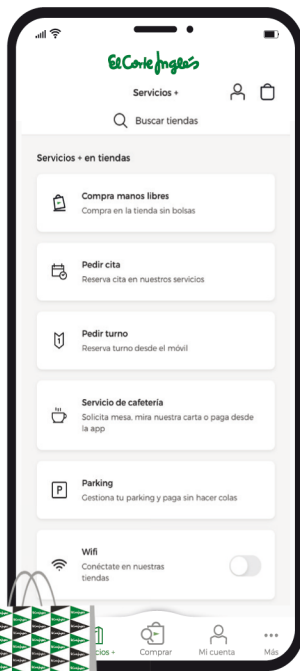 El Corte Inglés
Servicios +
Buscar tiendas
Servicios + en tiendas
Compra manos libres
Compra en la tienda sin bolsas
Pedir cita
Reserva cita en nuestros servicios
1
Pedir turno
Reserva turno desde el móvil
Servicio de cafetería
Solicita mesa, mira nuestra carta o paga desde
la app
P
Parking
Gestiona tu parking y paga sin hacer colas
Wifi
Conéctate en nuestras
tiendas
cios + Comprar Mi cuenta Más